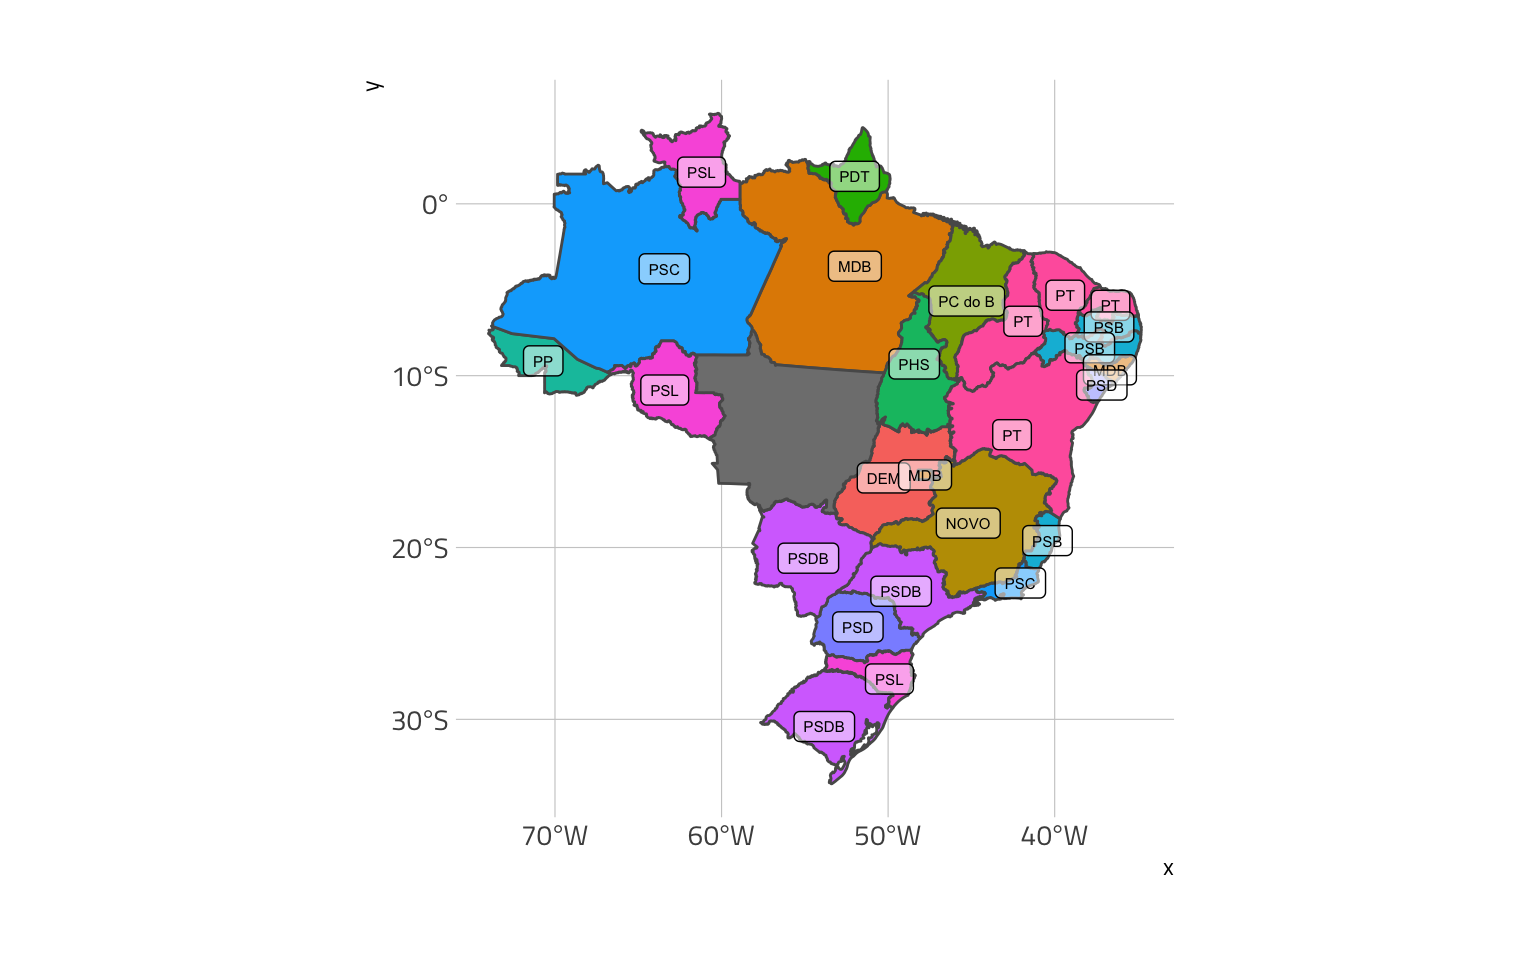 y
PSL
PDT
0°
PSC
MDB
PT
PC do B
PT
PT
PSB
PSB
PP
PHS
MDB
10°S
PSL
PSD
PT
DEM
MDB
NOVO
PSB
20°S
PSDB
PSC
PSDB
PSD
PSL
30°S
PSDB
70°W
60°W
50°W
40°W
x